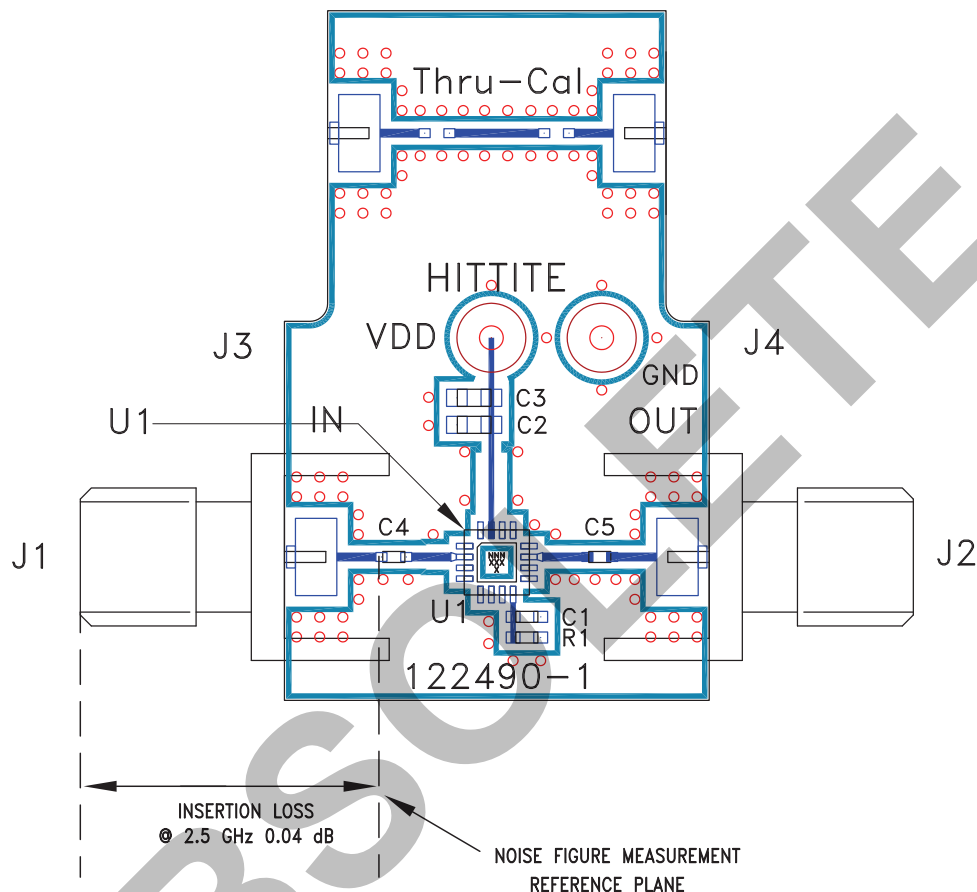 Thru-Cal
HITTITE
J3
VDD
J4
GND
C3
C2
U1
IN
OUT
C4
C5
J1
NNN
XXX
X
J2
U1
C1
R1
122490-1
INSERTION LOSS
@ 2.5 GHz 0.04 dB
NOISE FIGURE MEASUREMENT
REFERENCE PLANE
OBSOLETE